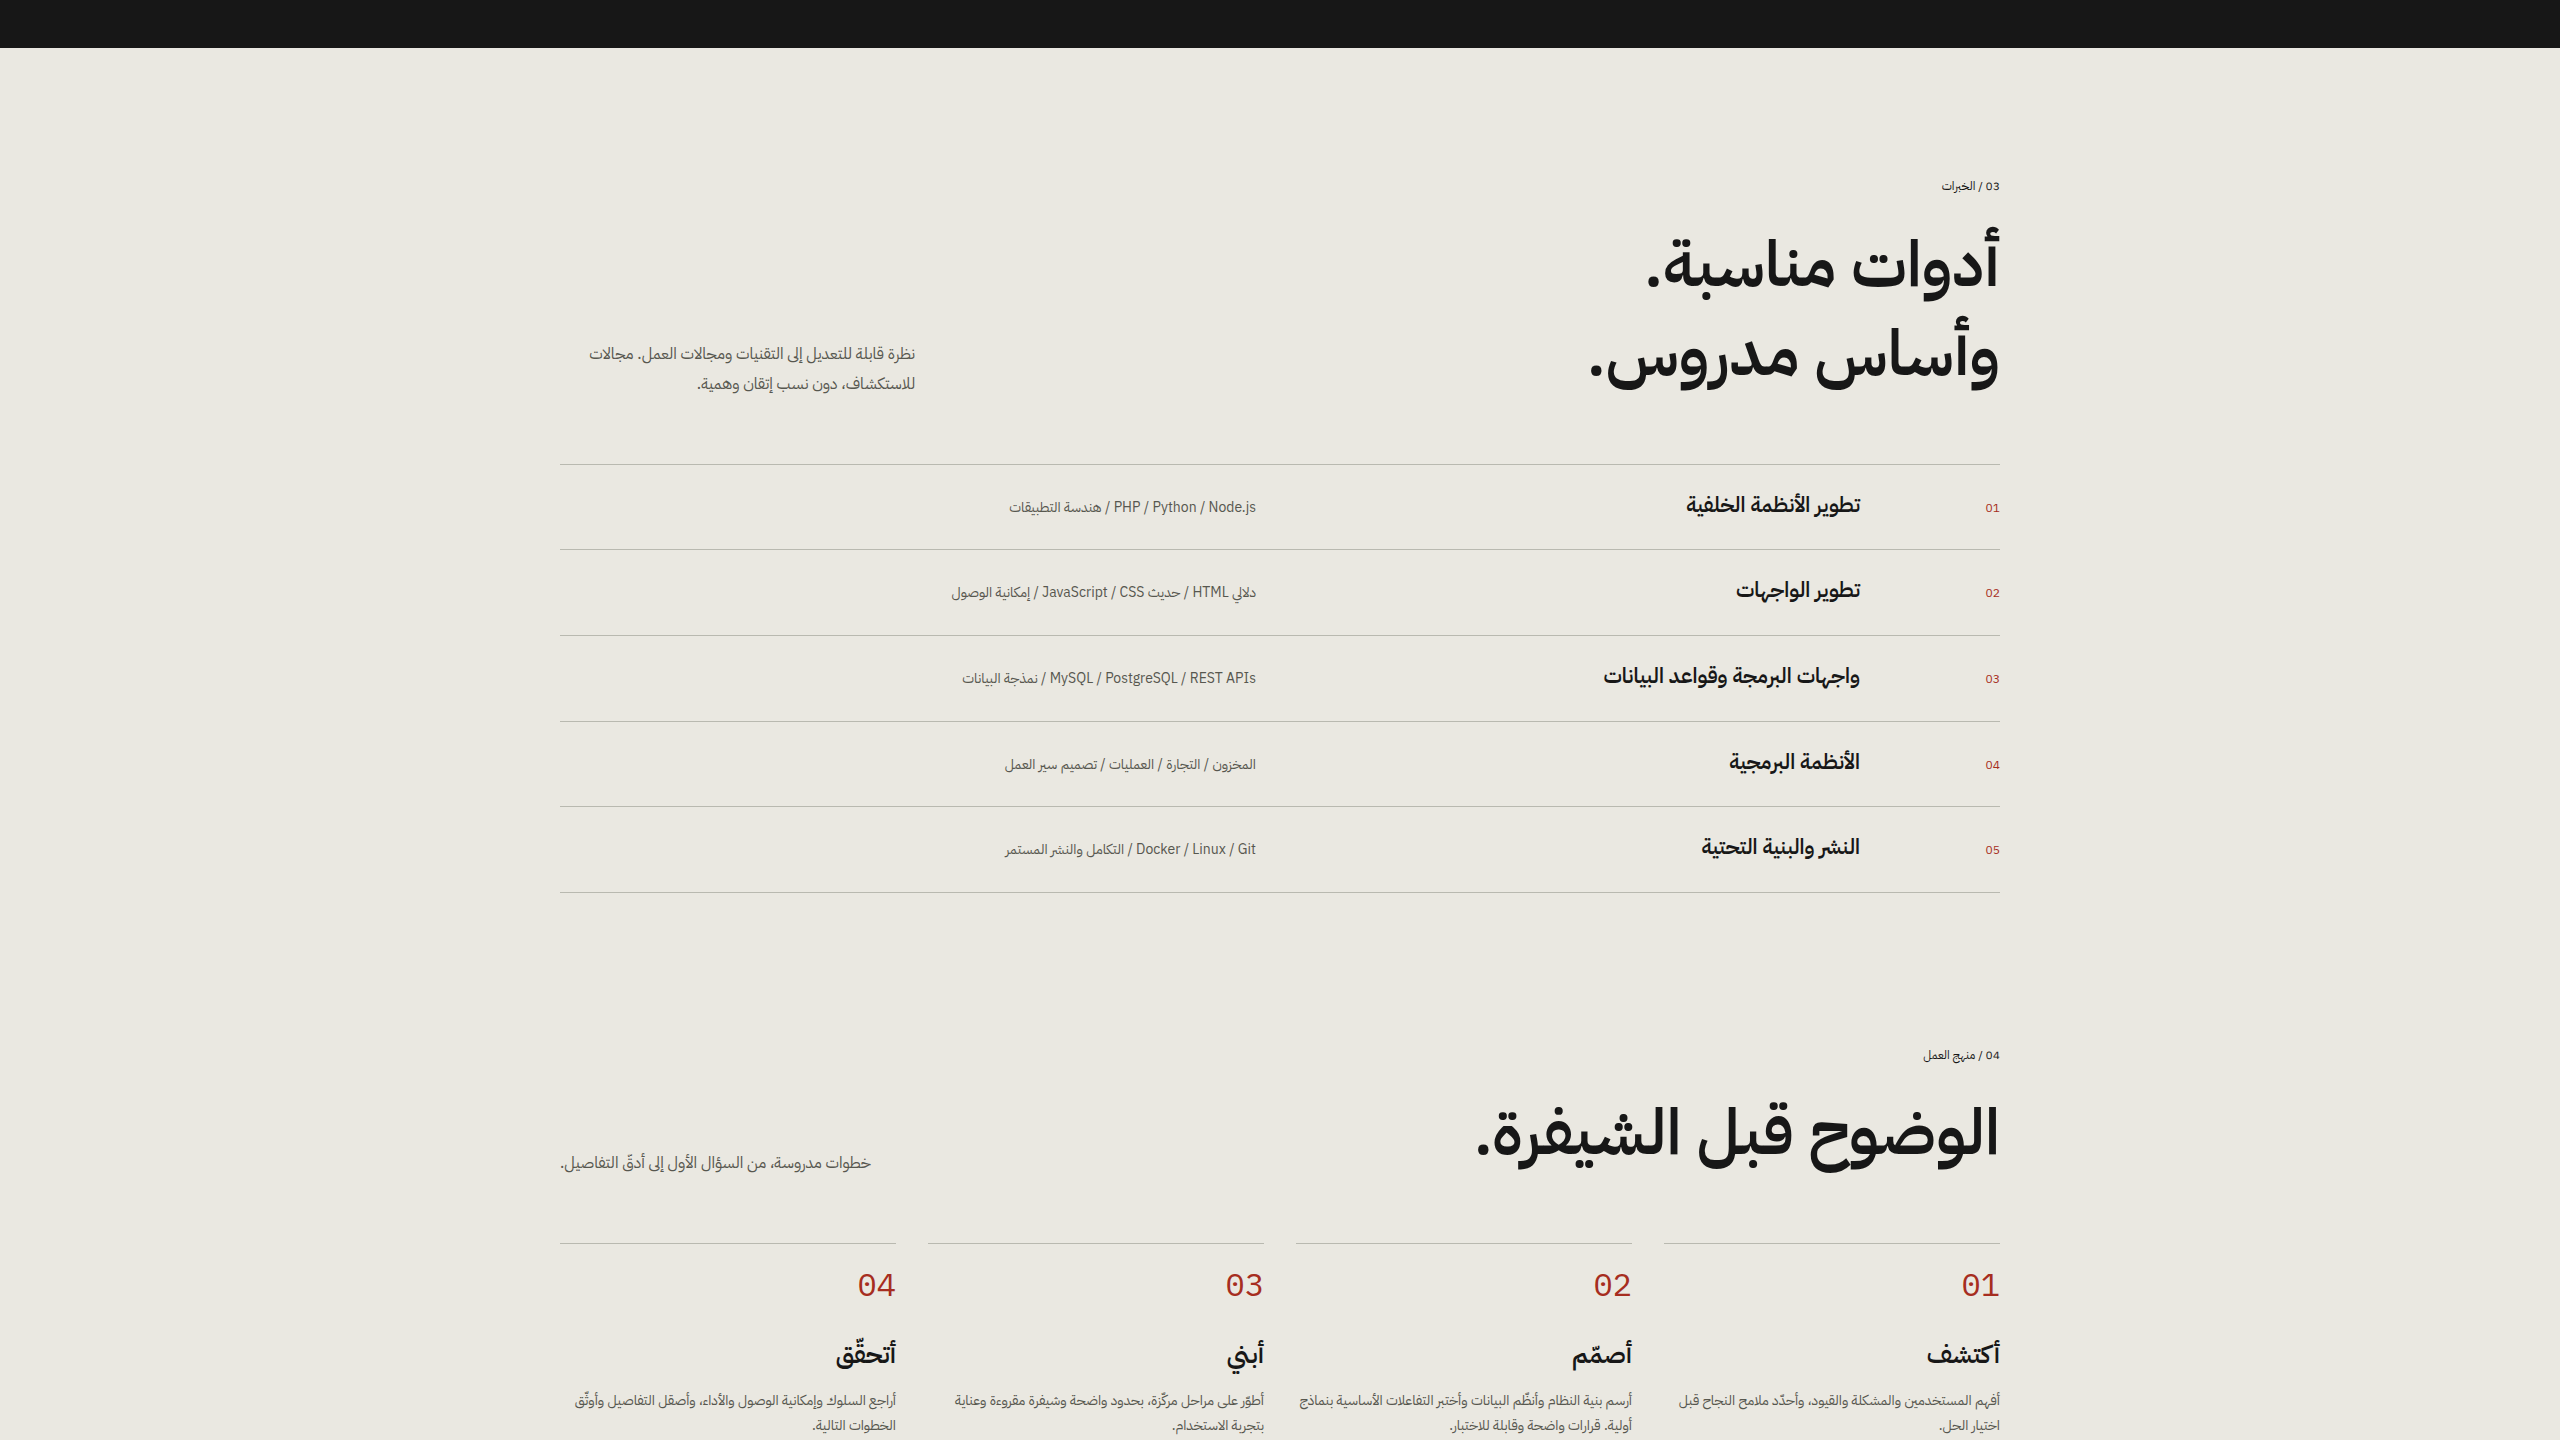 03 / الخبرات
أدوات مناسبة.
وأساس مدروس.
نظرة قابلة للتعديل إلى التقنيات ومجالات العمل. مجالات
للاستكشاف، دون نسب إتقان وهمية.
01
تطوير الأنظمة الخلفية
Node.js / Python / PHP / هندسة التطبيقات
02
تطوير الواجهات
دلالي HTML / حديث CSS / JavaScript / إمكانية الوصول
03
واجهات البرمجة وقواعد البيانات
REST APIs / PostgreSQL / MySQL / نمذجة البيانات
04
الأنظمة البرمجية
المخزون / التجارة / العمليات / تصميم سير العمل
05
النشر والبنية التحتية
Git / Linux / Docker / التكامل والنشر المستمر
04 / منهج العمل
الوضوح قبل الشيفرة.
خطوات مدروسة، من السؤال الأول إلى أدقّ التفاصيل.
01
أكتشف
أفهم المستخدمين والمشكلة والقيود، وأحدّد ملامح النجاح قبل
اختيار الحل.
02
أصمّم
أرسم بنية النظام وأنظّم البيانات وأختبر التفاعلات الأساسية بنماذج
أولية. قرارات واضحة وقابلة للاختبار.
03
أبني
أطوّر على مراحل مركّزة، بحدود واضحة وشيفرة مقروءة وعناية
بتجربة الاستخدام.
04
أتحقّق
أراجع السلوك وإمكانية الوصول والأداء، وأصقل التفاصيل وأوثّق
الخطوات التالية.